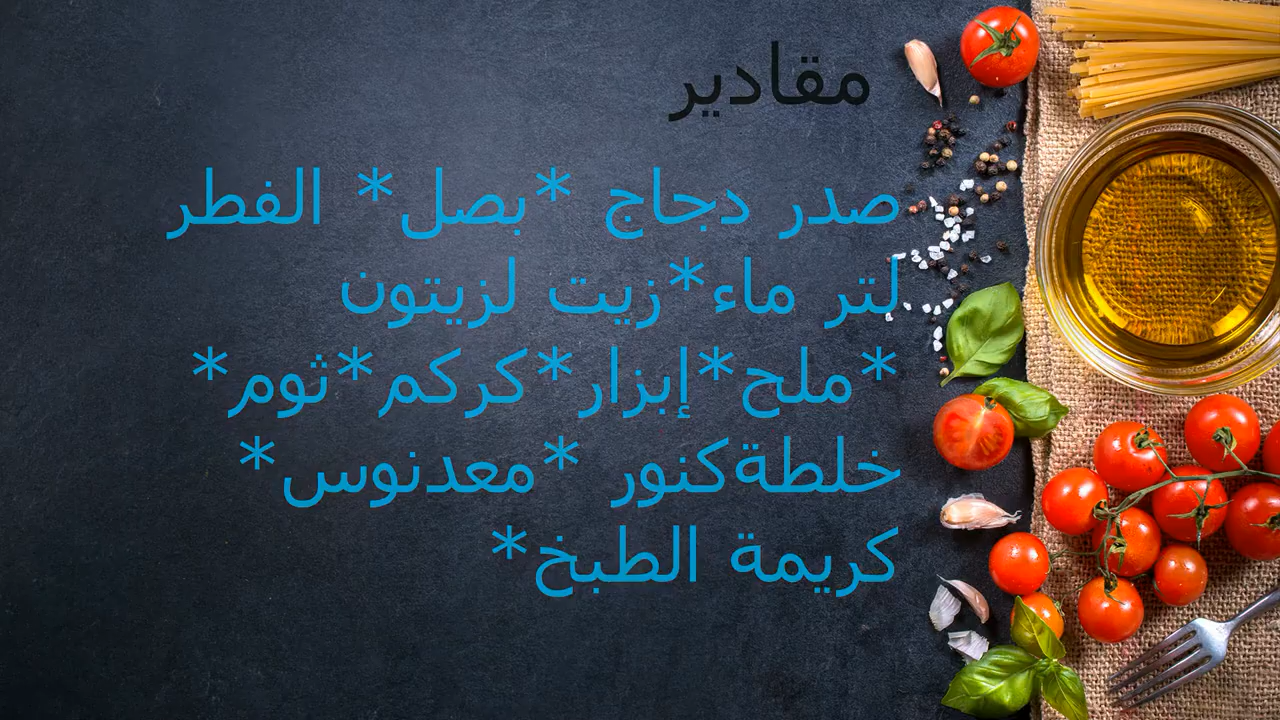 مقادير
صدر دجاج *بصل* الفطر
لتر ماء*زيت لزيتون
*ملح*إبزار*كركم*ثوم*
خلطةكنور *معدنوس*
كريمة الطبخ*